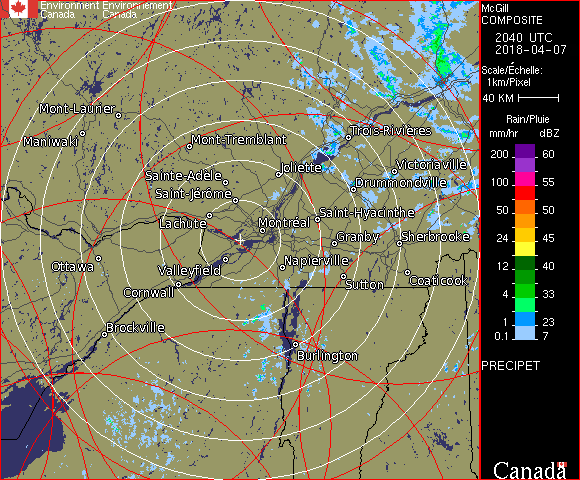 Environment Environnement
Canada Canada
McGill
COMPOSITE
2040 UTC
2018-04-07
Scale/Échelle:
1km/Pixel
40 KM
Rain/Pluie
mm/hr dBZ
200 60
100 55
50 50
24 45
12 40
4 33
1 23
0.1 7
PRECIPET
Canada
Mont-Laurier
Maniwaki
Mont-Tremblant
Trois-Rivières
Joliette
Victoriaville
Sainte-Adèle
Drummondville
Saint-Jérôme
Saint-Hyacinthe
Lachute
Montréal
Granby
Sherbrooke
Ottawa
Valleyfield
Napierville
Cornwall
Sutton
Coaticook
Brockville
Burlington